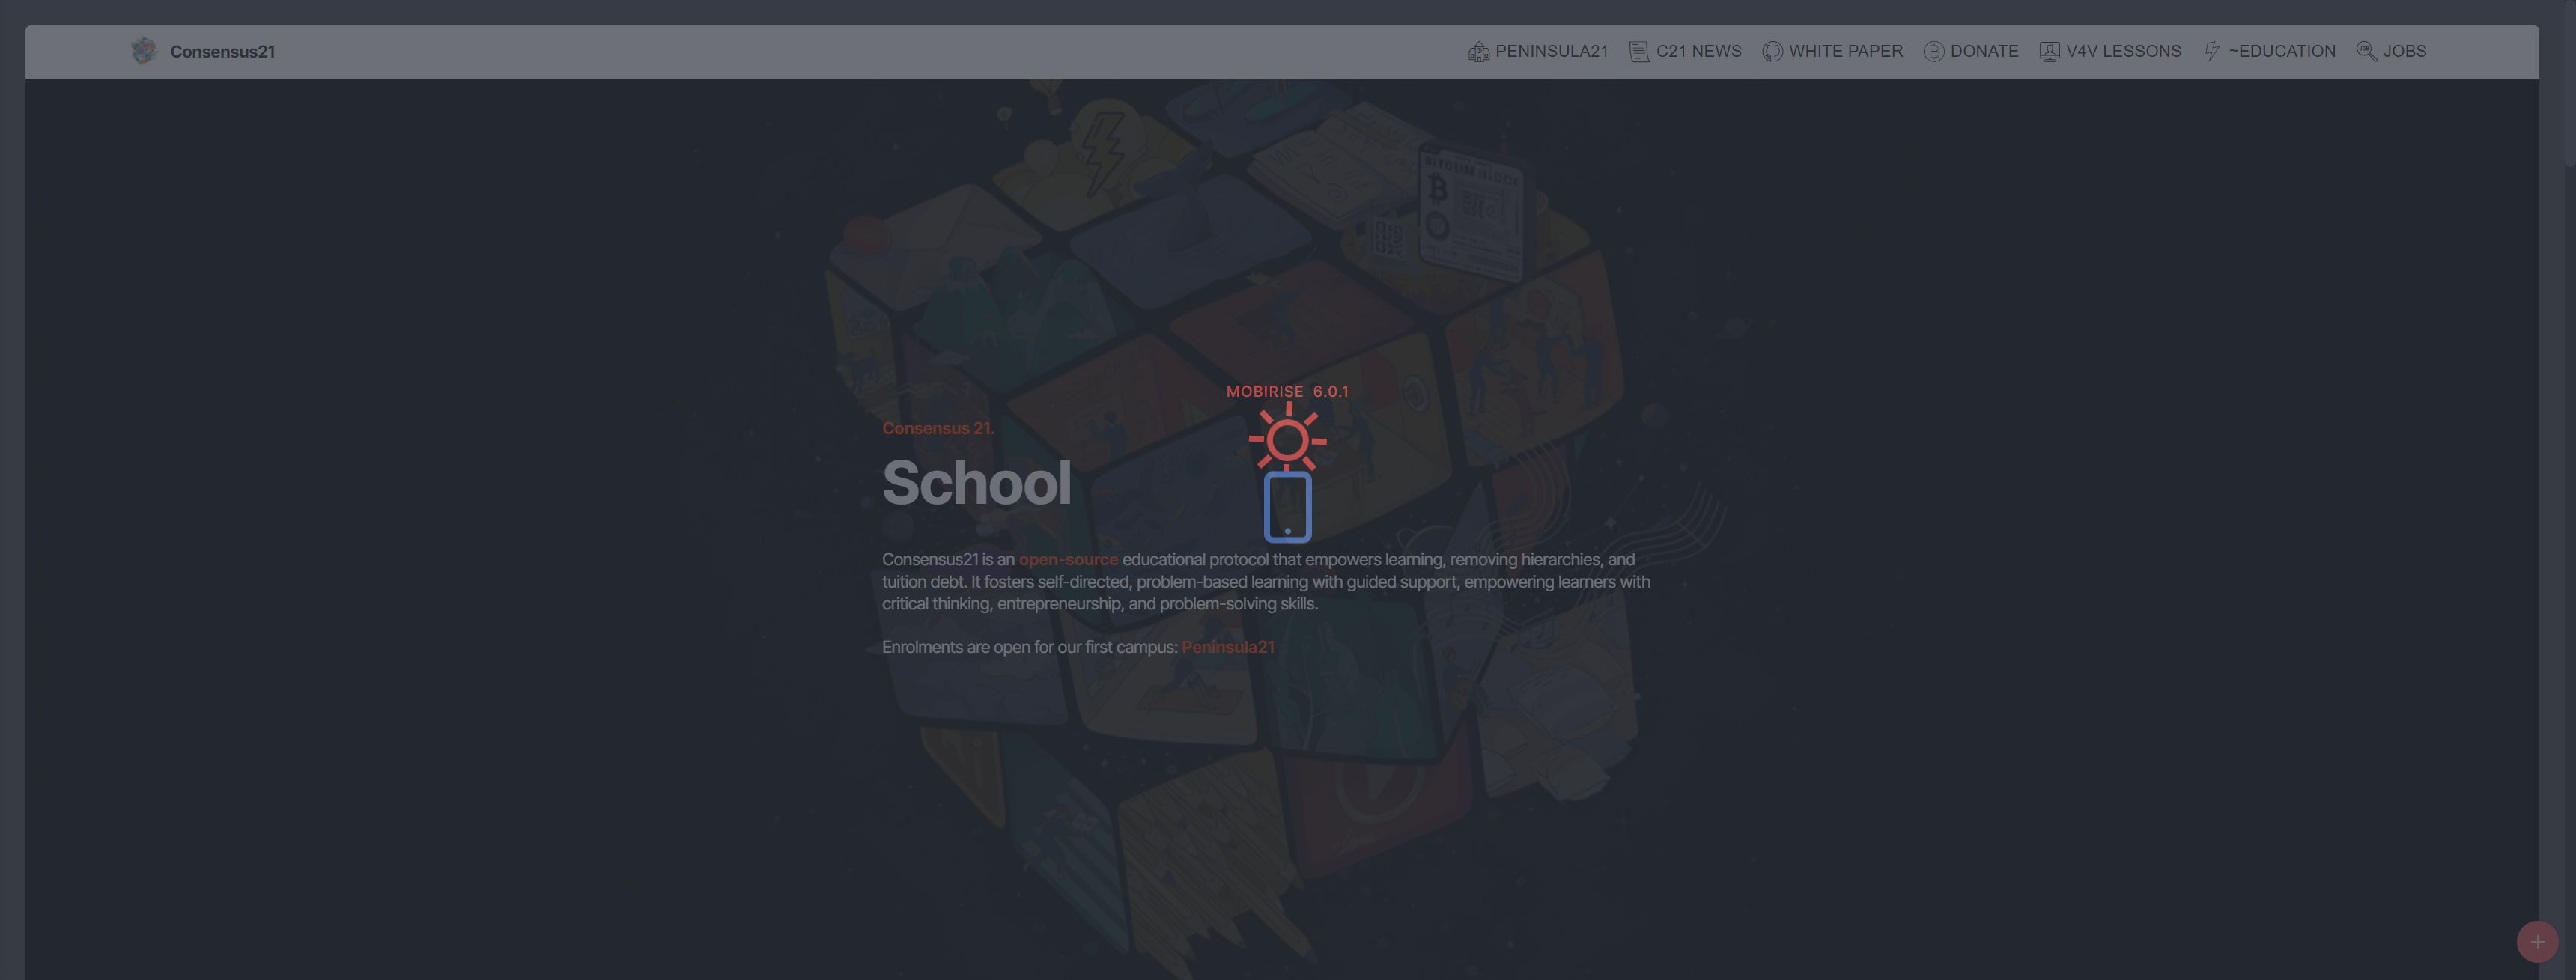 Consensus21
PENINSULA21
C21 NEWS
WHITE PAPER
DONATE
V4V LESSONS
~EDUCATION
JOBS
BITCOIN BLOCK
MOBIRISE 6.0.1
Consensus 21.
School
Consensus21 is an open-source educational protocol that empowers learning, removing hierarchies, and
tuition debt. It fosters self-directed, problem-based learning with guided support, empowering learners with
critical thinking, entrepreneurship, and problem-solving skills.
Enrolments are open for our first campus: Peninsula21